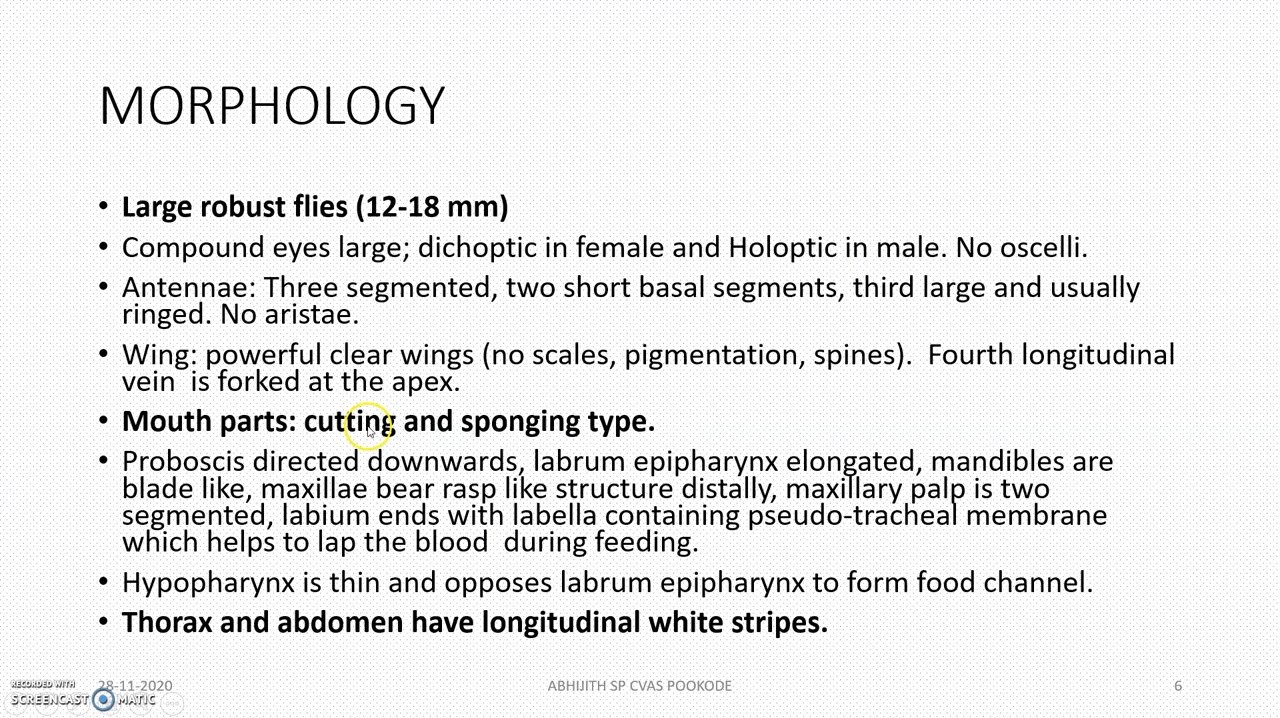 MORPHOLOGY
• Large robust flies (12-18 mm)
• Compound eyes large; dichoptic in female and Holoptic in male. No oscelli.
• Antennae: Three segmented, two short basal segments, third large and usually
ringed. No aristae.
• Wing: powerful clear wings (no scales, pigmentation, spines).  Fourth longitudinal
vein  is forked at the apex.
• Mouth parts: cutting and sponging type.
• Proboscis directed downwards, labrum epipharynx elongated, mandibles are
blade like, maxillae bear rasp like structure distally, maxillary palp is two
segmented, labium ends with labella containing pseudo-tracheal membrane
which helps to lap the blood  during feeding.
• Hypopharynx is thin and opposes labrum epipharynx to form food channel.
• Thorax and abdomen have longitudinal white stripes.
RECORDED WITH
SCREENCAST MATIC
28-11-2020
ABHIJITH SP CVAS POOKODE
6